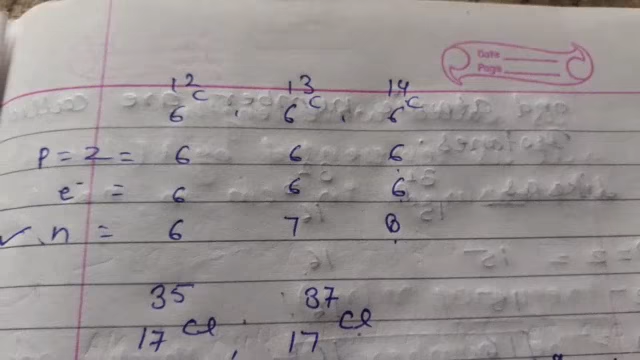 Date
Page
12 13 14
6 C , 6 C , 6 C
P = Z = 6 6 6
e⁻ = 6 6 6
✓ n = 6 7 8
35 37
17 Cl , 17 Cl